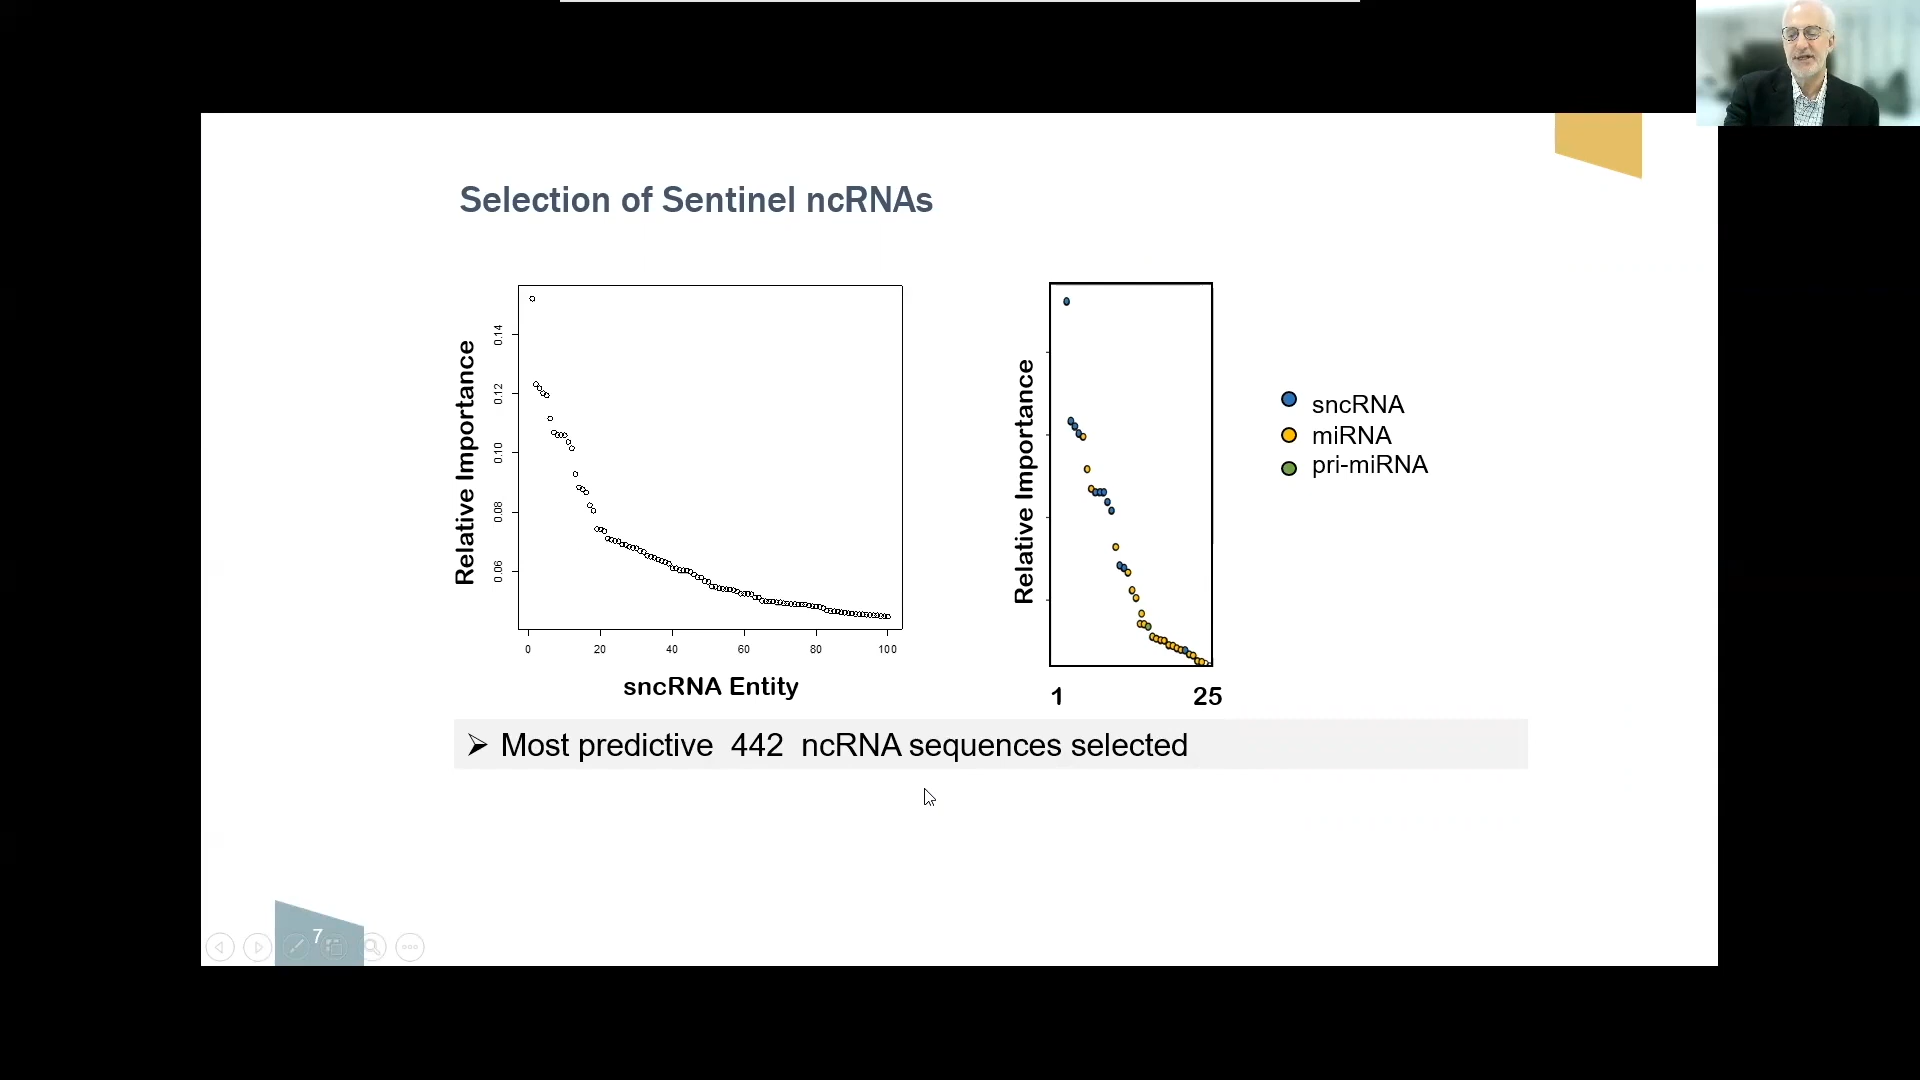 Selection of Sentinel ncRNAs
Relative Importance
0.14
0.12
0.10
0.08
0.06
0
20
40
60
80
100
sncRNA Entity
Relative Importance
1
25
sncRNA
miRNA
pri-miRNA
➢ Most predictive 442 ncRNA sequences selected
7